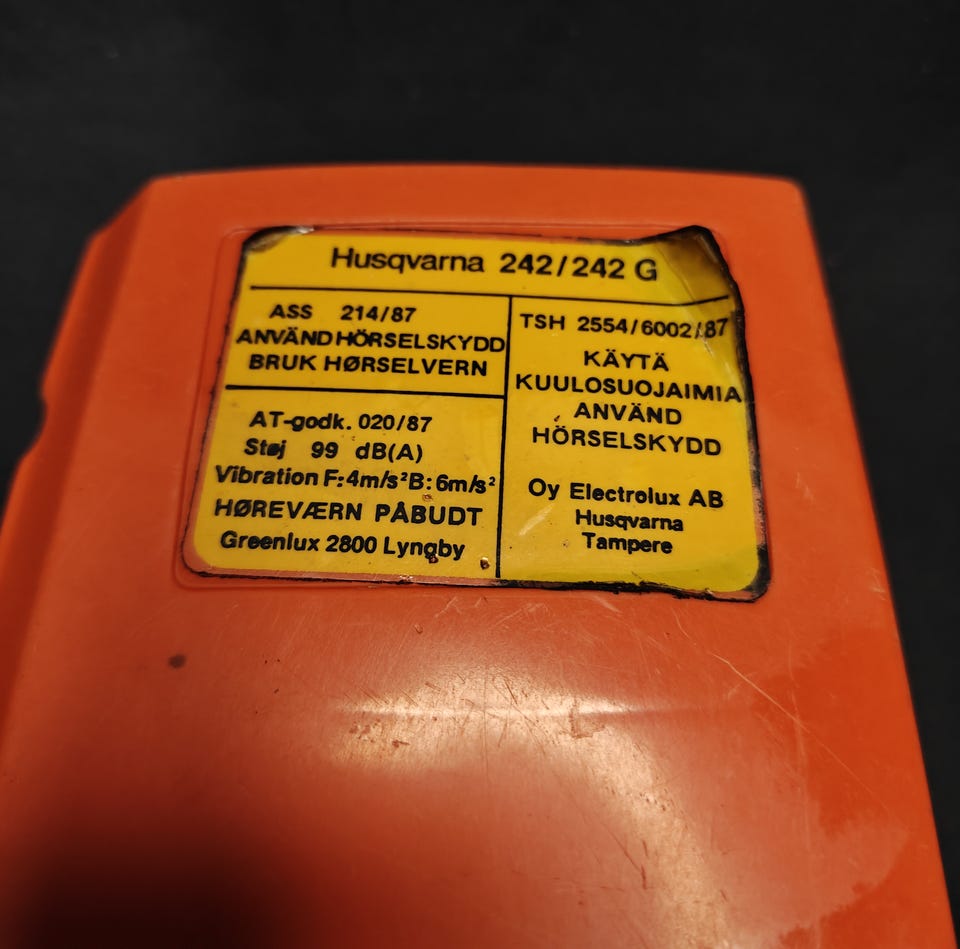 Husqvarna 242/242 G
ASS 214/87
ANVÄND HÖRSELSKYDD
BRUK HØRSELVERN
AT-godk. 020/87
Støj 99 dB(A)
Vibration F: 4m/s² B: 6m/s²
HØREVÆRN PÅBUDT
Greenlux 2800 Lyngby
TSH 2554/6002/87
KÄYTÄ
KUULOSUOJAIMIA
ANVÄND
HÖRSELSKYDD
Oy Electrolux AB
Husqvarna
Tampere